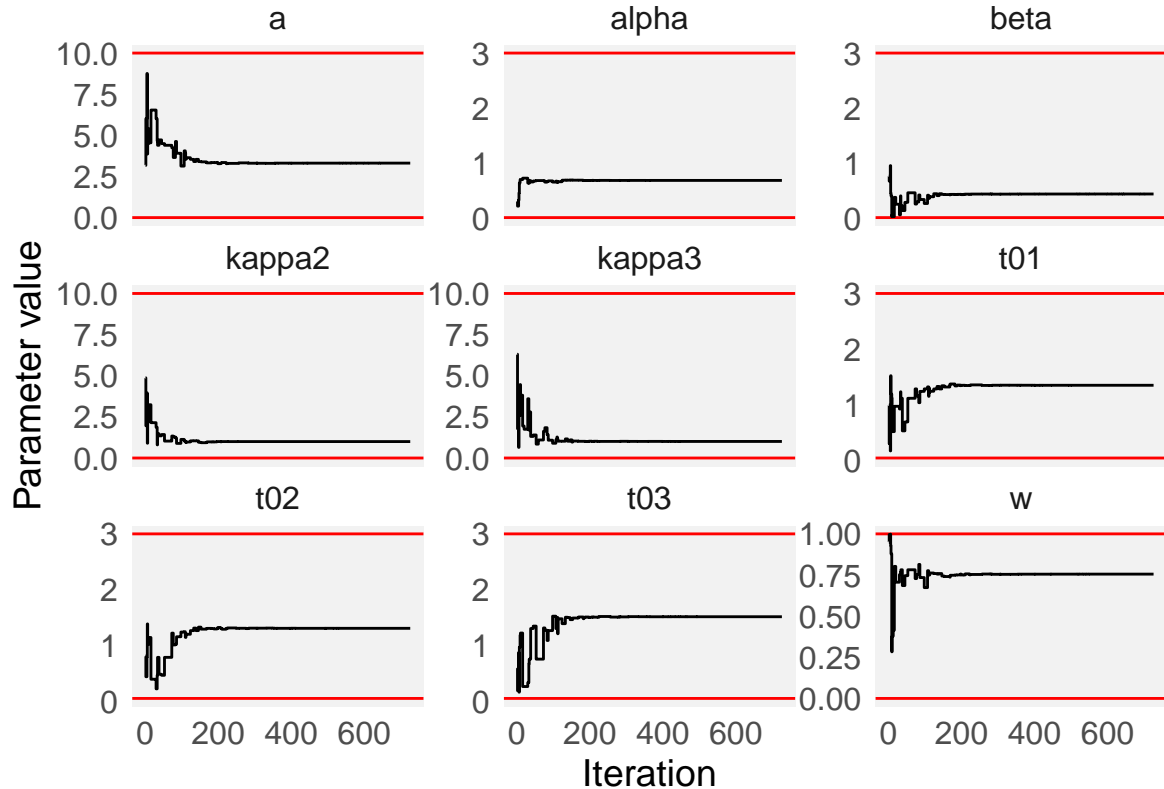 a alpha beta
10.0 3 3
7.5 2 2
5.0
2.5 1 1
0.0 0 0
kappa2 kappa3 t01
10.0 10.0 3
7.5 7.5 2
5.0 5.0
2.5 2.5 1
0.0 0.0 0
t02 t03 w
3 3 1.00
2 2 0.75
0.50
1 1 0.25
0 0 0.00
0 200 400 600 0 200 400 600 0 200 400 600
Iteration
Parameter value